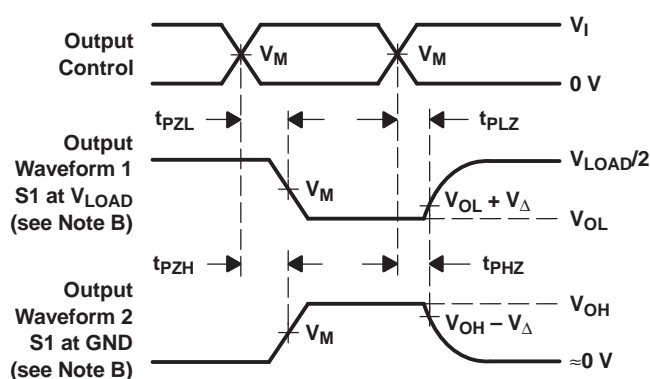 Output
Control
V_M
V_M
V_I
0 V
t_PZL
t_PLZ
Output
Waveform 1
S1 at V_LOAD
(see Note B)
V_M
V_LOAD/2
V_OL + V_Δ
V_OL
t_PZH
t_PHZ
Output
Waveform 2
S1 at GND
(see Note B)
V_M
V_OH
V_OH – V_Δ
≈0 V